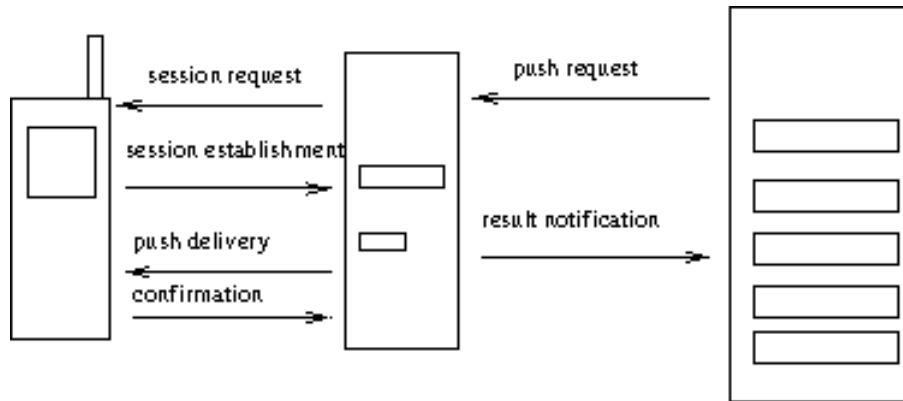 session request
push request
session establishment
result notification
push delivery
confirmation